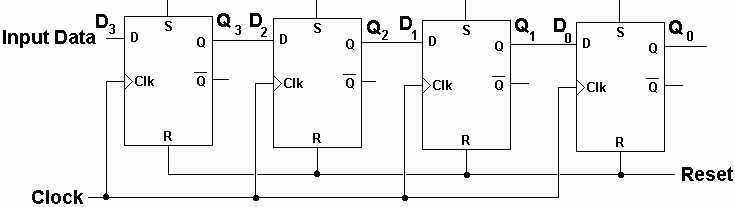 D3 Q3 D2 Q2 D1 Q1 D0 Q0
S S S S
Input Data D Q D Q D Q D Q
Clk Q̅ Clk Q̅ Clk Q̅ Clk Q̅
R R R R
Reset
Clock